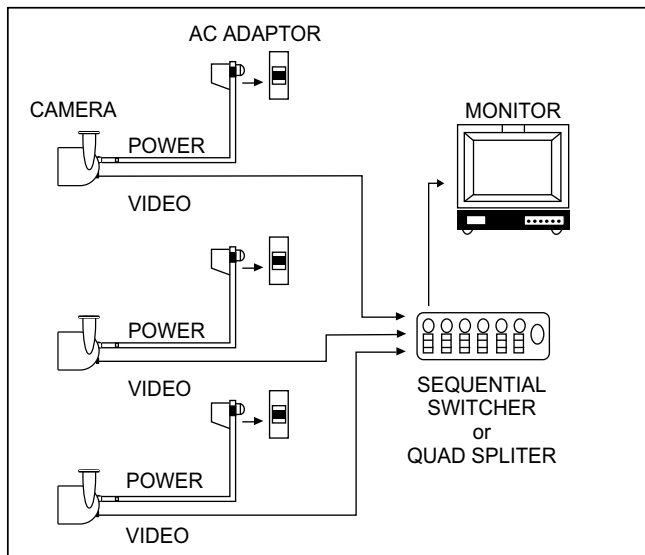 AC ADAPTOR
CAMERA
MONITOR
POWER
VIDEO
POWER
VIDEO
SEQUENTIAL
SWITCHER
or
QUAD SPLITER
POWER
VIDEO